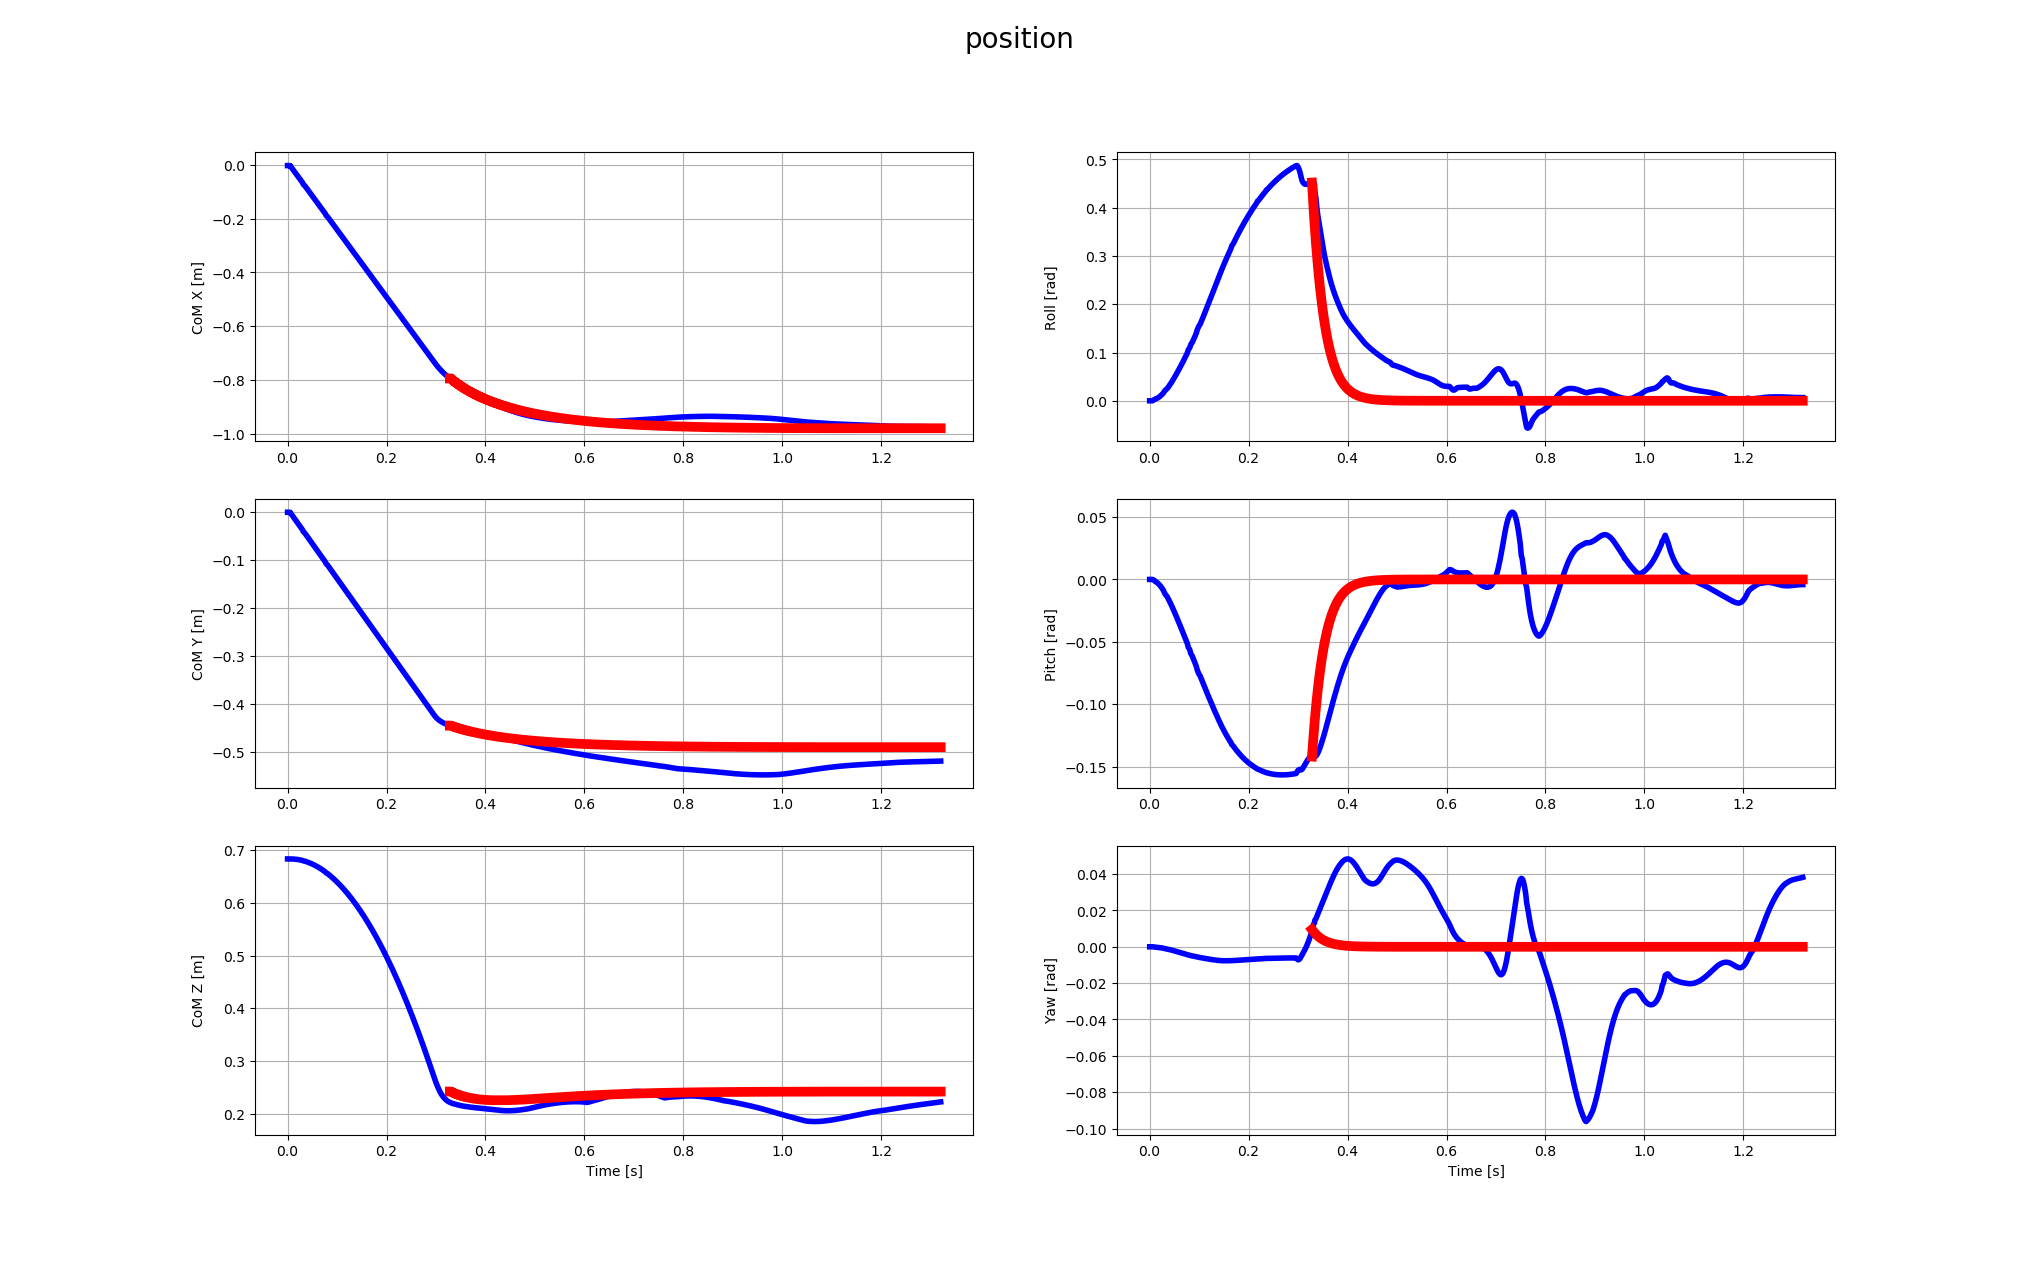 position
0.0
−0.2
−0.4
−0.6
−0.8
−1.0
CoM X [m]
0.0 0.2 0.4 0.6 0.8 1.0 1.2
0.5
0.4
0.3
0.2
0.1
0.0
Roll [rad]
0.0 0.2 0.4 0.6 0.8 1.0 1.2
0.0
−0.1
−0.2
−0.3
−0.4
−0.5
CoM Y [m]
0.0 0.2 0.4 0.6 0.8 1.0 1.2
0.05
0.00
−0.05
−0.10
−0.15
Pitch [rad]
0.0 0.2 0.4 0.6 0.8 1.0 1.2
0.7
0.6
0.5
0.4
0.3
0.2
CoM Z [m]
0.0 0.2 0.4 0.6 0.8 1.0 1.2
Time [s]
0.04
0.02
0.00
−0.02
−0.04
−0.06
−0.08
−0.10
Yaw [rad]
0.0 0.2 0.4 0.6 0.8 1.0 1.2
Time [s]